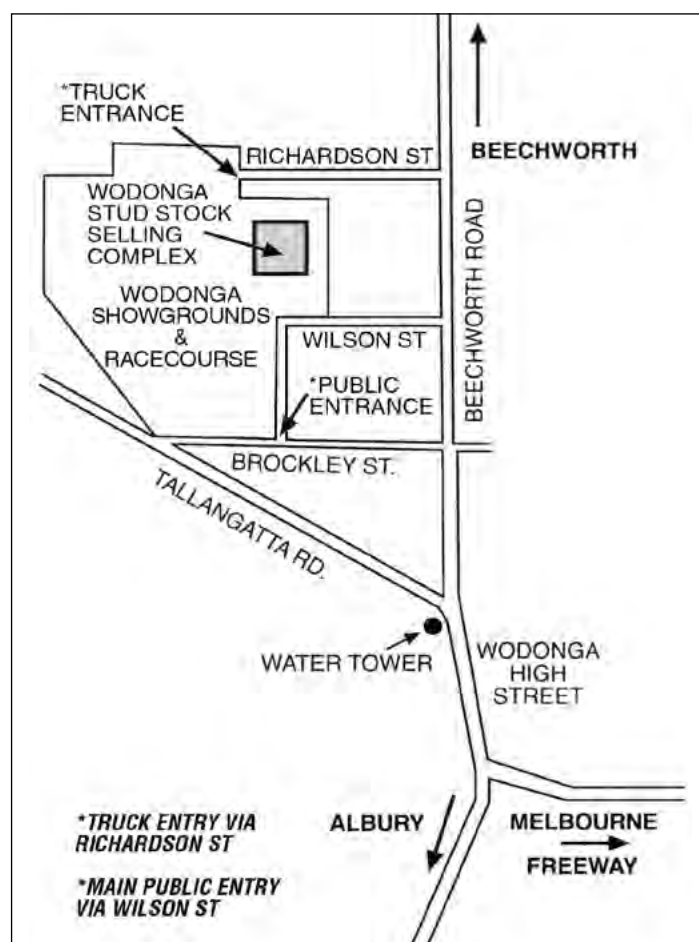 *TRUCK
ENTRANCE
RICHARDSON ST
BEECHWORTH
WODONGA
STUD STOCK
SELLING
COMPLEX
BEECHWORTH ROAD
WODONGA
SHOWGROUNDS
&
RACECOURSE
WILSON ST
*PUBLIC
ENTRANCE
BROCKLEY ST.
TALLANGATTA RD.
WATER TOWER
WODONGA
HIGH
STREET
*TRUCK ENTRY VIA
RICHARDSON ST
*MAIN PUBLIC ENTRY
VIA WILSON ST
ALBURY
MELBOURNE
FREEWAY